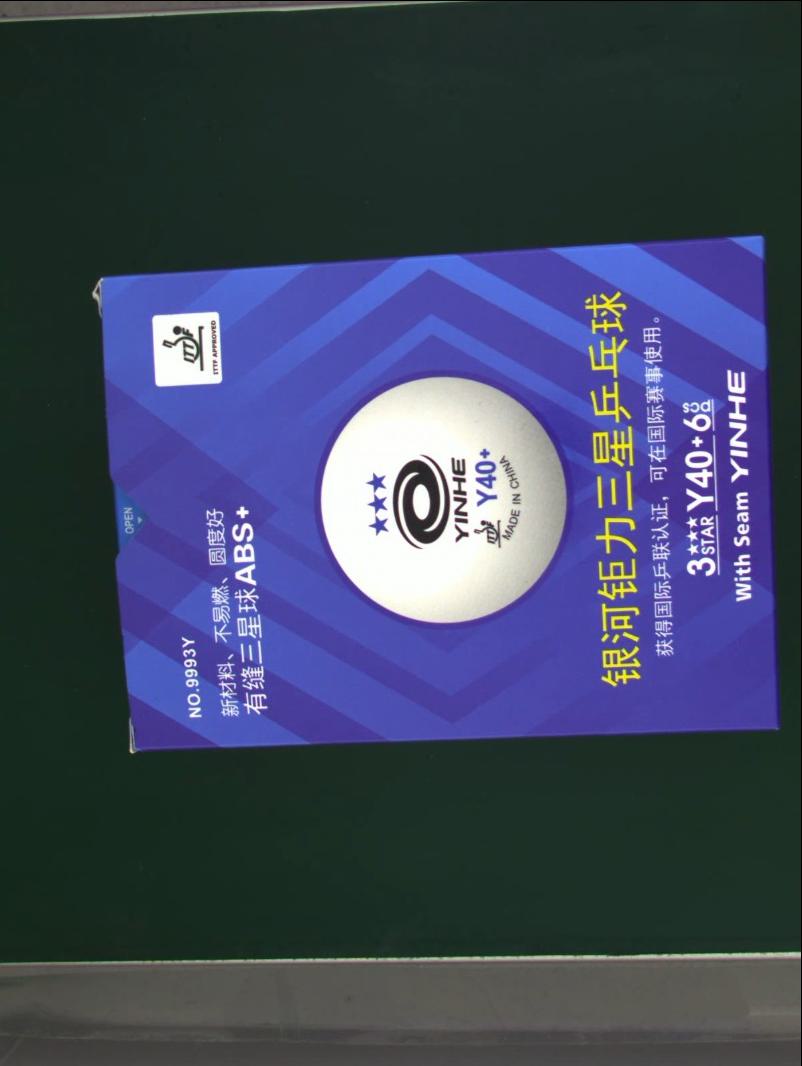 ITTF
ITTF APPROVED
OPEN
NO.9993Y
新材料、不易燃、圆度好
有缝三星球ABS+
YINHE
ITTF Y40+
MADE IN CHINA
银河钜力三星乒乓球
获得国际乒联认证，可在国际赛事使用。
3 STAR Y40+ 6
With Seam YINHE